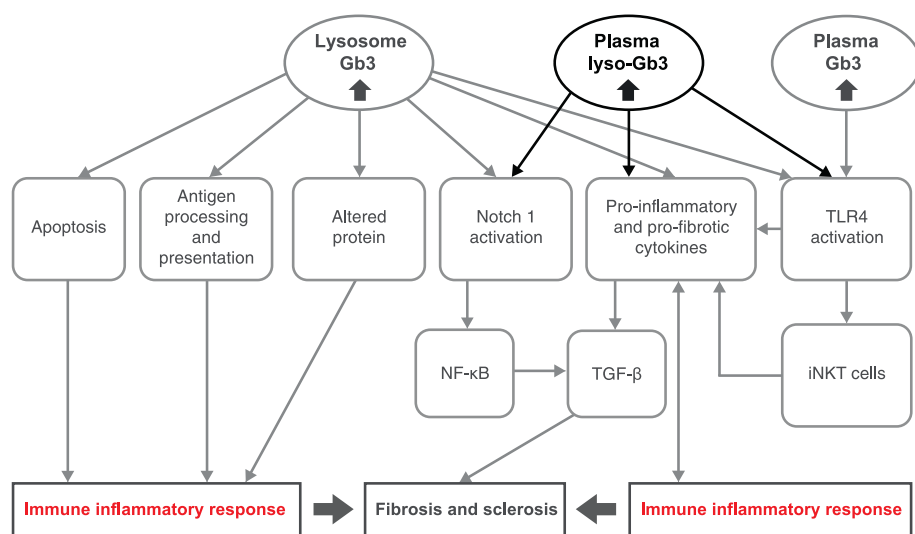 Lysosome
Gb3
Plasma
lyso-Gb3
Plasma
Gb3
Apoptosis
Antigen
processing
and
presentation
Altered
protein
Notch 1
activation
Pro-inflammatory
and pro-fibrotic
cytokines
TLR4
activation
NF-κB
TGF-β
iNKT cells
Immune inflammatory response
Fibrosis and sclerosis
Immune inflammatory response